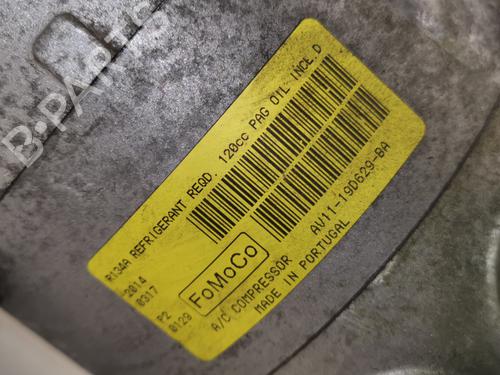 R134A REFRIGERANT REQD. 120cc PAG OIL INCL D
-2014
0317
P2
0129
FoMoCo
A/C COMPRESSOR AV11-19D629-BA
MADE IN PORTUGAL
B-PARTS